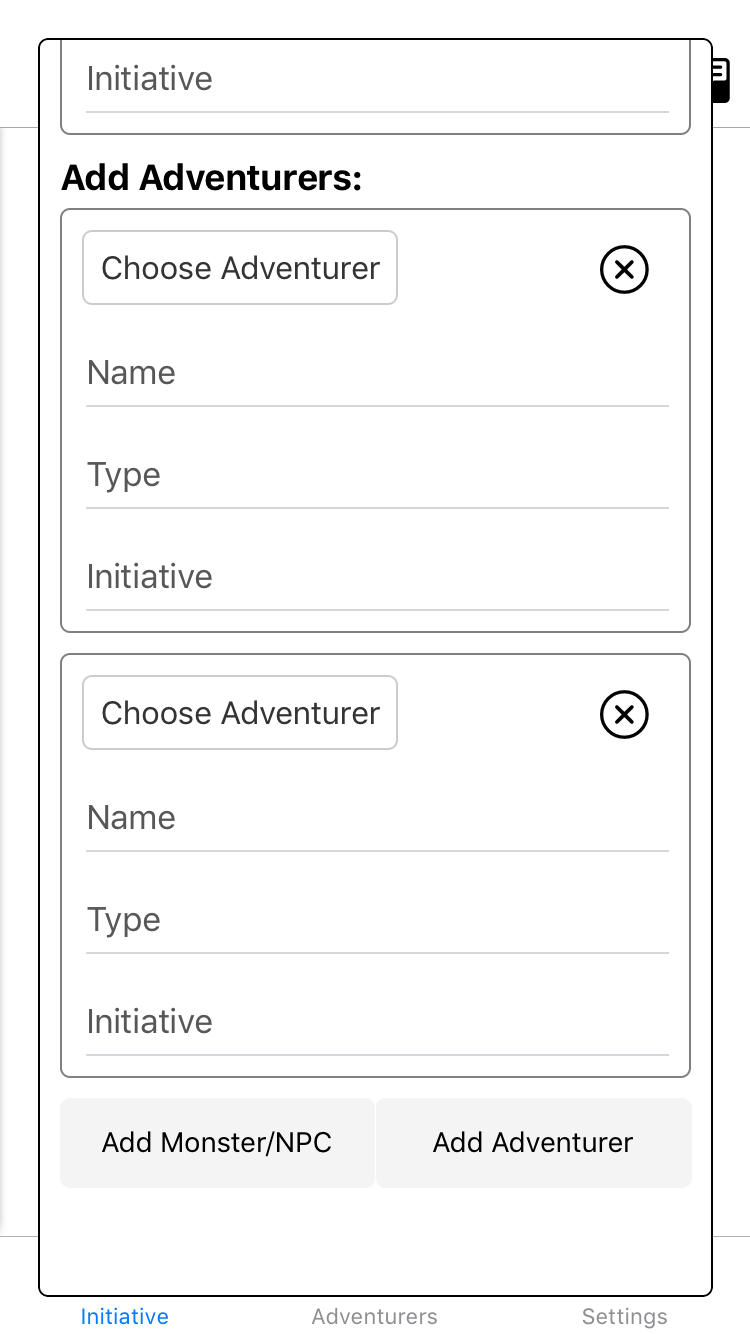 Initiative
Add Adventurers:
Choose Adventurer
Name
Type
Initiative
Choose Adventurer
Name
Type
Initiative
Add Monster/NPC Add Adventurer
Initiative Adventurers Settings